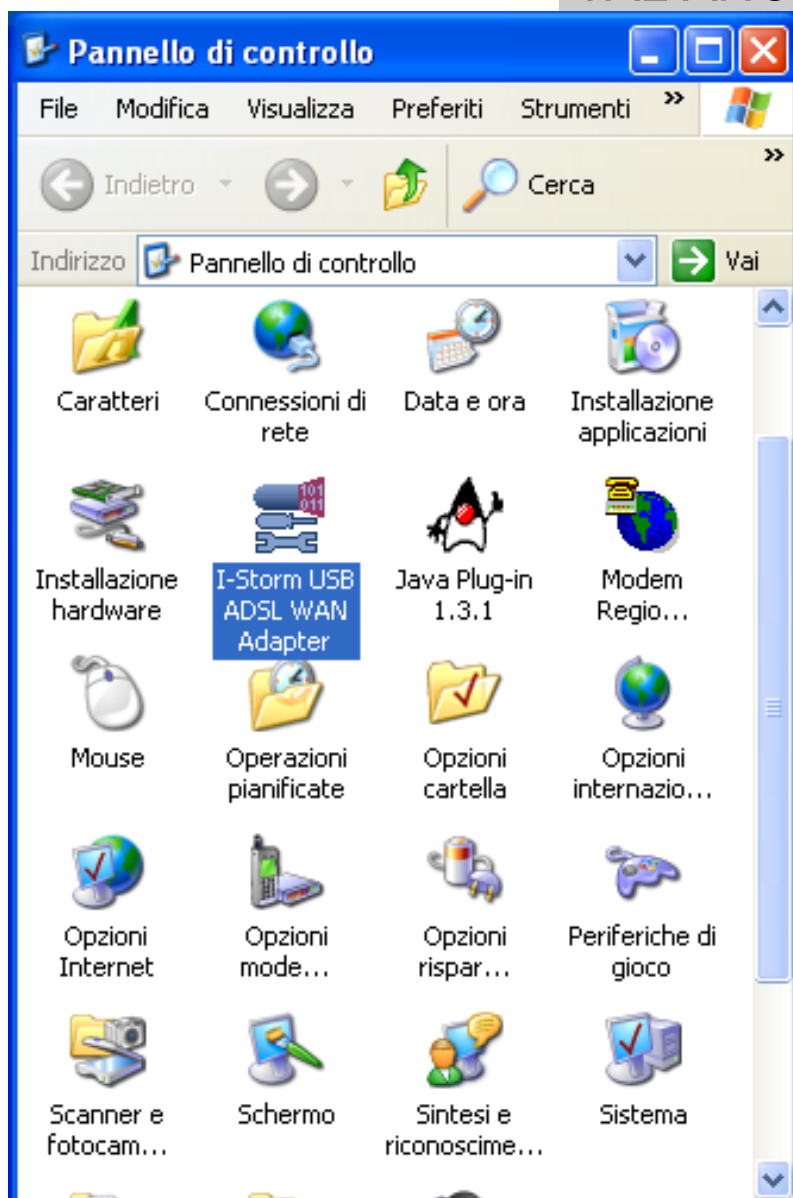 Pannello di controllo
File Modifica Visualizza Preferiti Strumenti »
Indietro Cerca »
Indirizzo Pannello di controllo Vai
Caratteri
Connessioni di
rete
Data e ora
Installazione
applicazioni
Installazione
hardware
101
011
I-Storm USB
ADSL WAN
Adapter
Java Plug-in
1.3.1
Modem
Regio...
Mouse
Operazioni
pianificate
Opzioni
cartella
Opzioni
internazio...
Opzioni
Internet
Opzioni
mode...
Opzioni
rispar...
Periferiche di
gioco
Scanner e
fotocam...
Schermo
Sintesi e
riconoscime...
Sistema